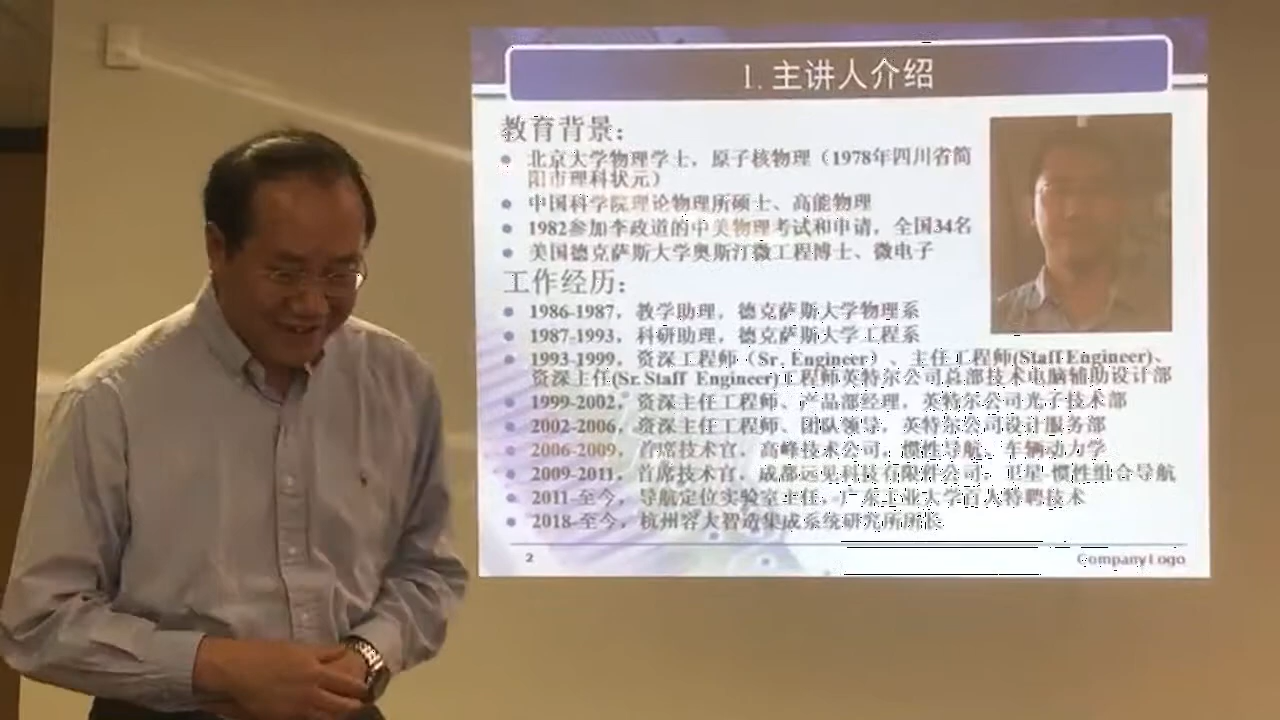 1. 主讲人介绍
教育背景：
北京大学物理学士，原子核物理（1978年四川省简
阳市理科状元）
中国科学院理论物理所硕士、高能物理
1982参加李政道的中美物理考试和申请，全国34名
美国德克萨斯大学奥斯汀微工程博士、微电子
工作经历：
1986-1987，教学助理，德克萨斯大学物理系
1987-1993，科研助理，德克萨斯大学工程系
1993-1999，资深工程师（Sr. Engineer）、主任工程师(Staff Engineer)、
资深主任(Sr. Staff Engineer)工程师英特尔公司总部技术电脑辅助设计部
1999-2002，资深主任工程师、产品部经理，英特尔公司光子技术部
2002-2006，资深主任工程师、团队领导，英特尔公司设计服务部
2006-2009，首席技术官，高峰技术公司，惯性导航、车辆动力学
2009-2011，首席技术官，成都远见科技有限件公司，卫星-惯性组合导航
2011-至今，导航定位实验室主任，广东工业大学百人特聘技术
2018-至今，杭州容大智造集成系统研究所所长
2
Company Logo